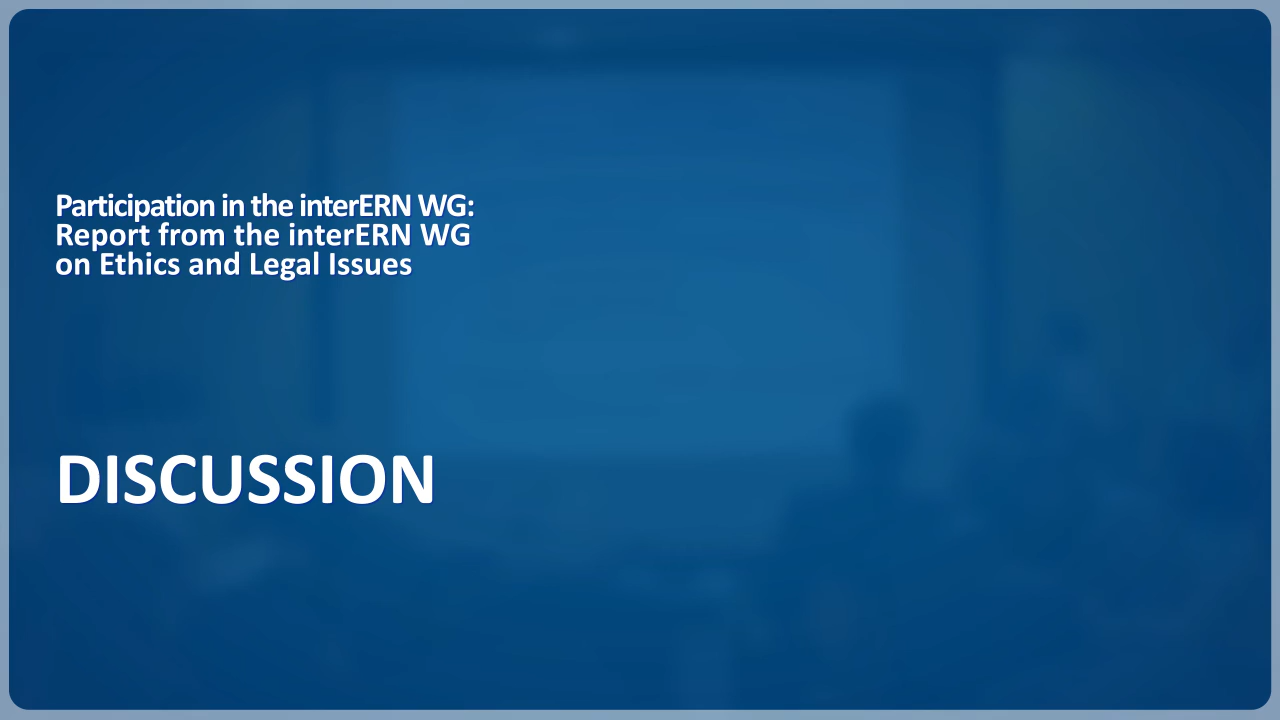 Participation in the interERN WG:
Report from the interERN WG
on Ethics and Legal Issues
DISCUSSION